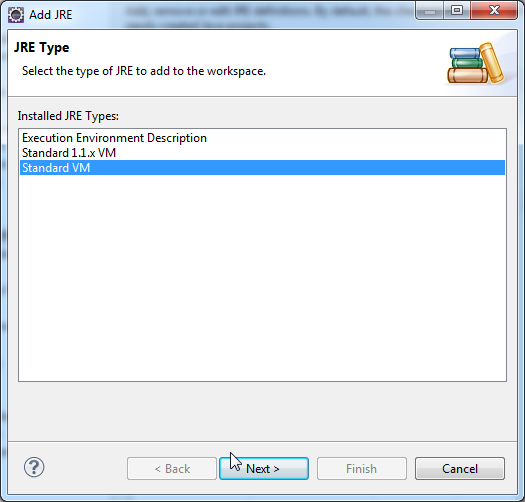 Add JRE
JRE Type
Select the type of JRE to add to the workspace.
Installed JRE Types:
Execution Environment Description
Standard 1.1.x VM
Standard VM
?
< Back
Next >
Finish
Cancel